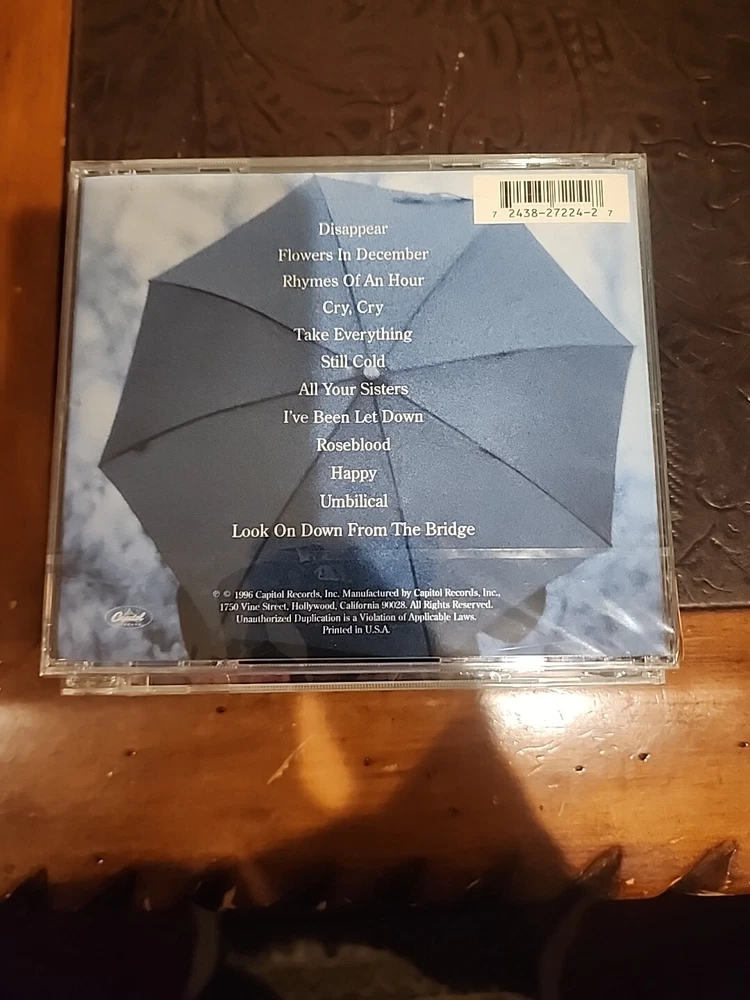 7 2438-27224-2 7
Disappear
Flowers In December
Rhymes Of An Hour
Cry, Cry
Take Everything
Still Cold
All Your Sisters
I've Been Let Down
Roseblood
Happy
Umbilical
Look On Down From The Bridge
℗ © 1996 Capitol Records, Inc. Manufactured by Capitol Records, Inc.,
1750 Vine Street, Hollywood, California 90028. All Rights Reserved.
Unauthorized Duplication is a Violation of Applicable Laws.
Printed in U.S.A.
Capitol